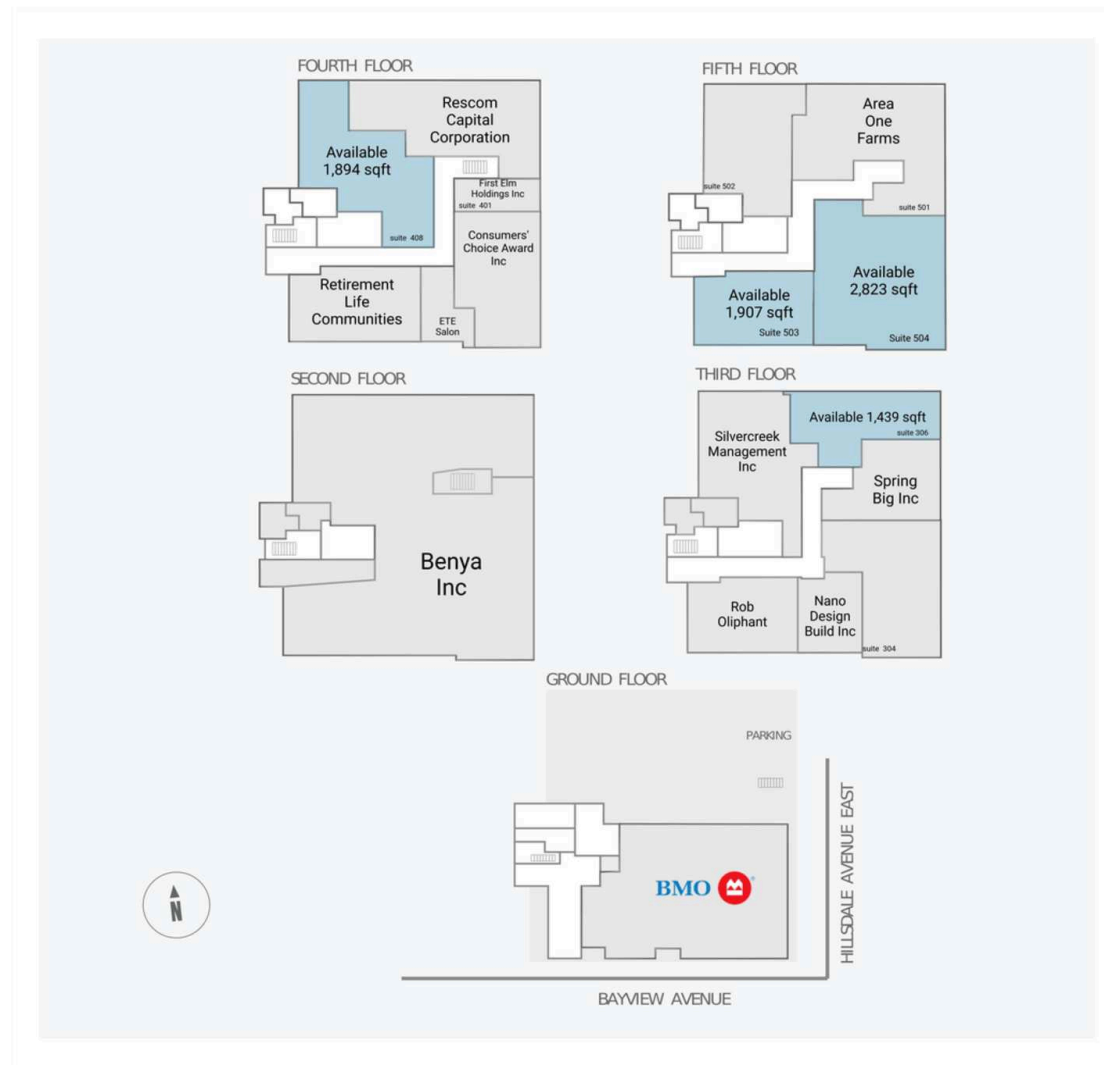 FOURTH FLOOR
Rescom
Capital
Corporation
Available
1,894 sqft
First Elm
Holdings Inc
suite 401
suite 408
Consumers'
Choice Award
Inc
Retirement
Life
Communities
ETE
Salon
FIFTH FLOOR
Area
One
Farms
suite 502
suite 501
Available
2,823 sqft
Available
1,907 sqft
Suite 503
Suite 504
SECOND FLOOR
Benya
Inc
THIRD FLOOR
Available 1,439 sqft
suite 306
Silvercreek
Management
Inc
Spring
Big Inc
Rob
Oliphant
Nano
Design
Build Inc
suite 304
GROUND FLOOR
PARKING
BMO
HILLSDALE AVENUE EAST
N
BAYVIEW AVENUE